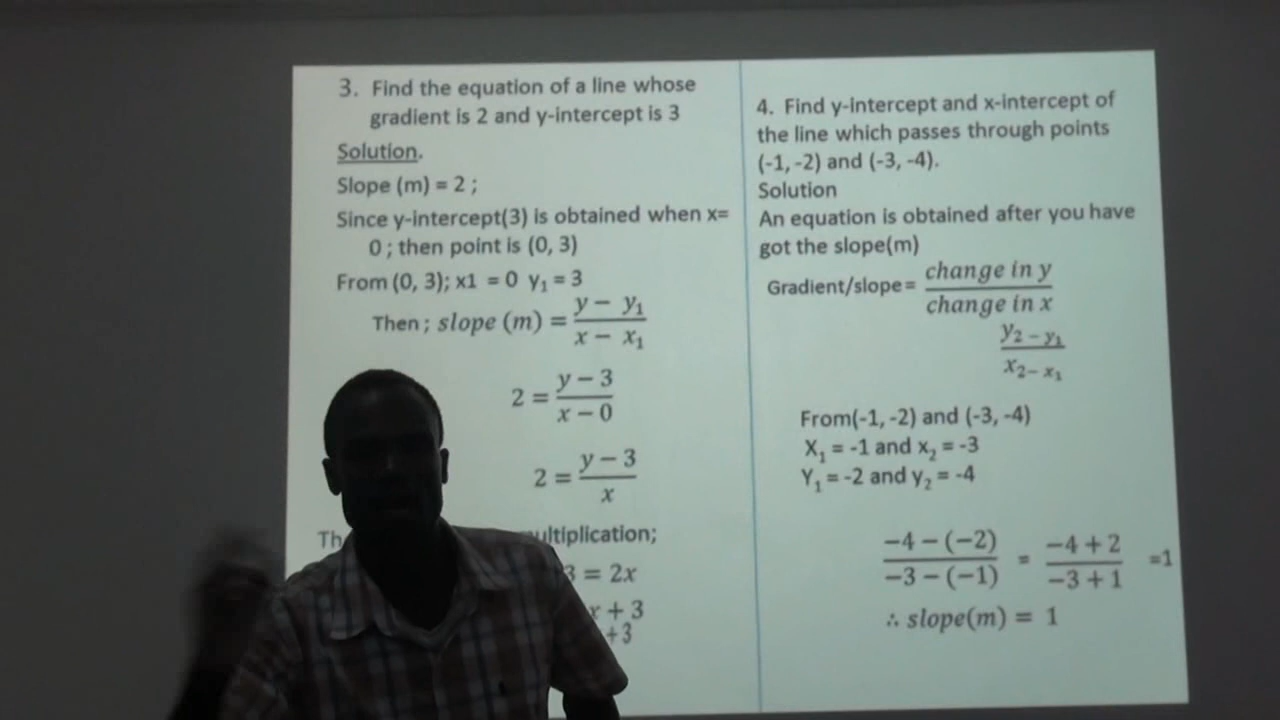 3. Find the equation of a line whose
gradient is 2 and y-intercept is 3
Solution.
Slope (m) = 2 ;
Since y-intercept(3) is obtained when x=
0 ; then point is (0, 3)
From (0, 3); x1 = 0 y₁ = 3
Then ; slope (m) = y − y₁
x − x₁
2 = y − 3
x − 0
2 = y − 3
x
3 = 2x
x + 3
+3
4. Find y-intercept and x-intercept of
the line which passes through points
(-1, -2) and (-3, -4).
Solution
An equation is obtained after you have
got the slope(m)
Gradient/slope= change in y
change in x
y₂ − y₁
x₂− x₁
From(-1, -2) and (-3, -4)
X₁ = -1 and x₂ = -3
Y₁ = -2 and y₂ = -4
−4 − (−2) = −4 + 2 =1
−3 − (−1) −3 + 1
∴ slope(m) = 1